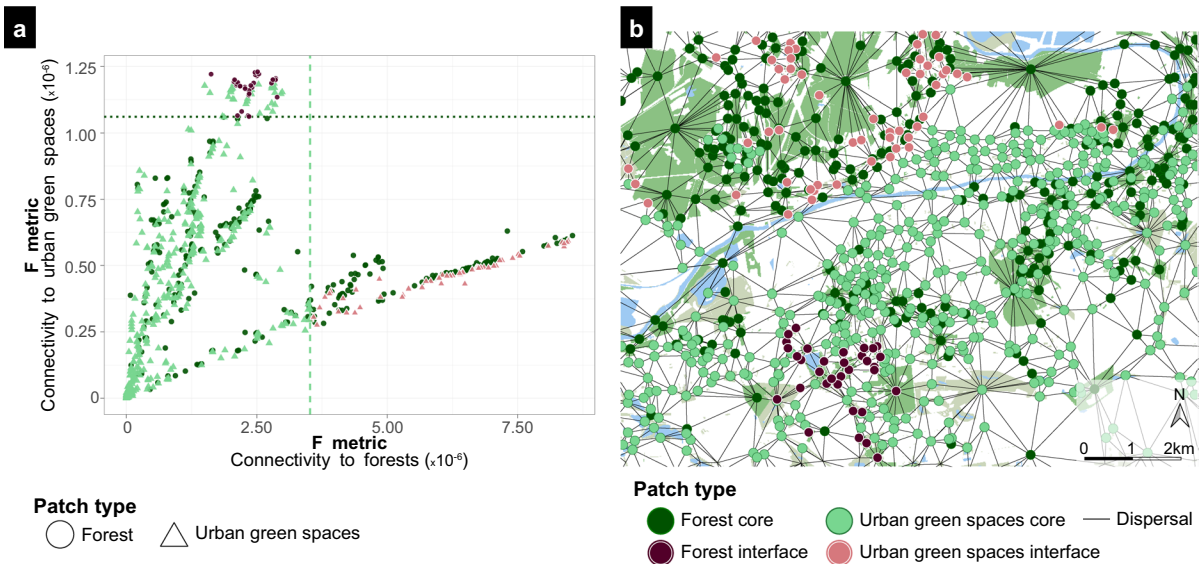 a
F metric
Connectivity to urban green spaces (x10-6)
1.25
1.00
0.75
0.50
0.25
0
0 2.50 5.00 7.50
F metric
Connectivity to forests (x10-6)
Patch type
Forest Urban green spaces
b
N
0 1 2km
Patch type
Forest core Urban green spaces core Dispersal
Forest interface Urban green spaces interface